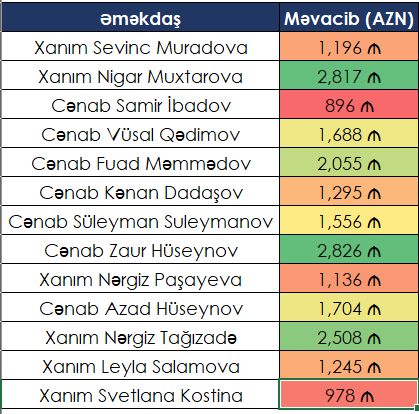 Əməkdaş Məvacib (AZN)
Xanım Sevinc Muradova 1,196 ₼
Xanım Nigar Muxtarova 2,817 ₼
Cənab Samir İbadov 896 ₼
Cənab Vüsal Qədimov 1,688 ₼
Cənab Fuad Məmmədov 2,055 ₼
Cənab Kənan Dadaşov 1,295 ₼
Cənab Süleyman Suleymanov 1,556 ₼
Cənab Zaur Hüseynov 2,826 ₼
Xanım Nərgiz Paşayeva 1,136 ₼
Cənab Azad Hüseynov 1,704 ₼
Xanım Nərgiz Tağızadə 2,508 ₼
Xanım Leyla Salamova 1,245 ₼
Xanım Svetlana Kostina 978 ₼